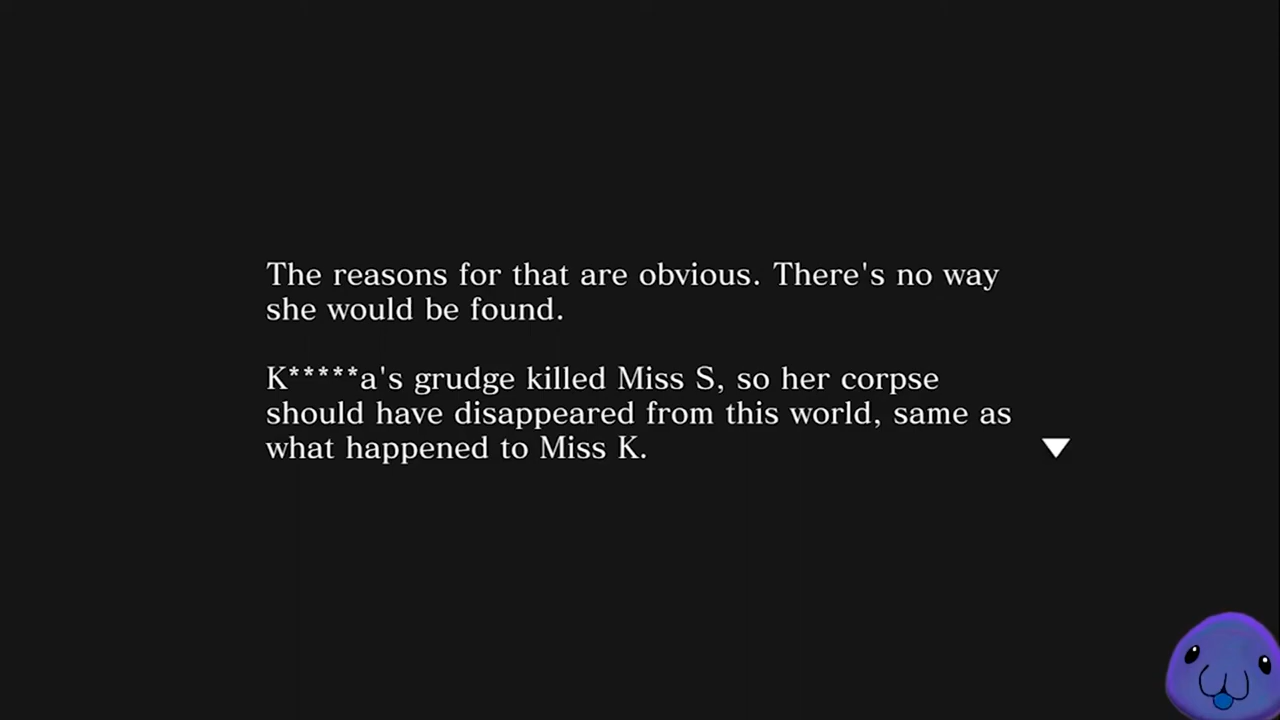 The reasons for that are obvious. There's no way
she would be found.
K*****a's grudge killed Miss S, so her corpse
should have disappeared from this world, same as
what happened to Miss K.